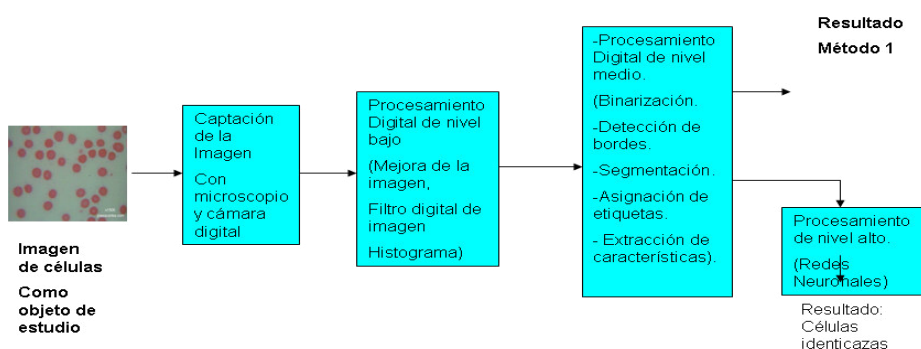 Imagen
de células
Como
objeto de
estudio
Captación
de la
Imagen
Con
microscopio
y cámara
digital
Procesamiento
Digital de nivel
bajo
(Mejora de la
imagen,
Filtro digital de
imagen
Histograma)
-Procesamiento
Digital de nivel
medio.
(Binarización.
-Detección de
bordes.
-Segmentación.
-Asignación de
etiquetas.
- Extracción de
características).
Resultado
Método 1
Procesamiento
de nivel alto.
(Redes
Neuronales)
Resultado:
Células
identicazas